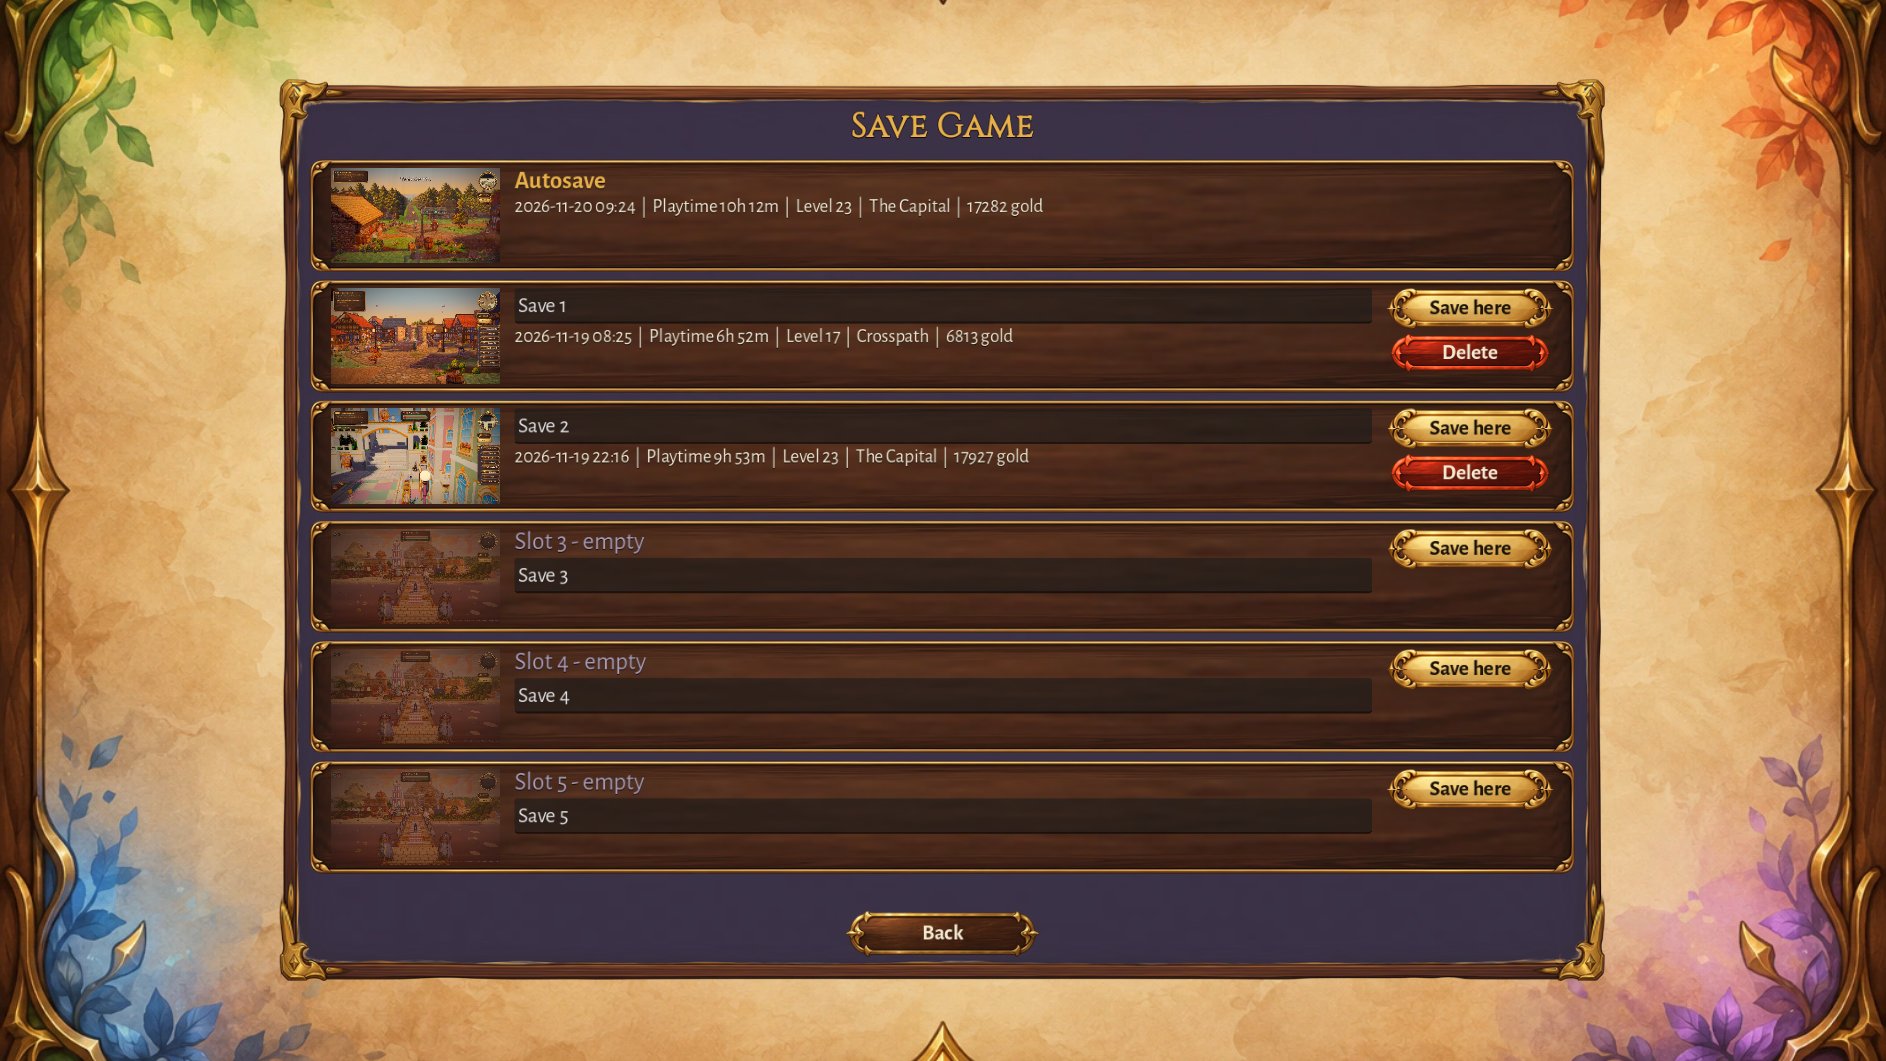 Save Game
Autosave
2026-11-20 09:24 | Playtime 10h 12m | Level 23 | The Capital | 17282 gold
Save 1
Save here
2026-11-19 08:25 | Playtime 6h 52m | Level 17 | Crosspath | 6813 gold
Delete
Save 2
Save here
2026-11-19 22:16 | Playtime 9h 53m | Level 23 | The Capital | 17927 gold
Delete
Slot 3 - empty
Save here
Save 3
Slot 4 - empty
Save here
Save 4
Slot 5 - empty
Save here
Save 5
Back